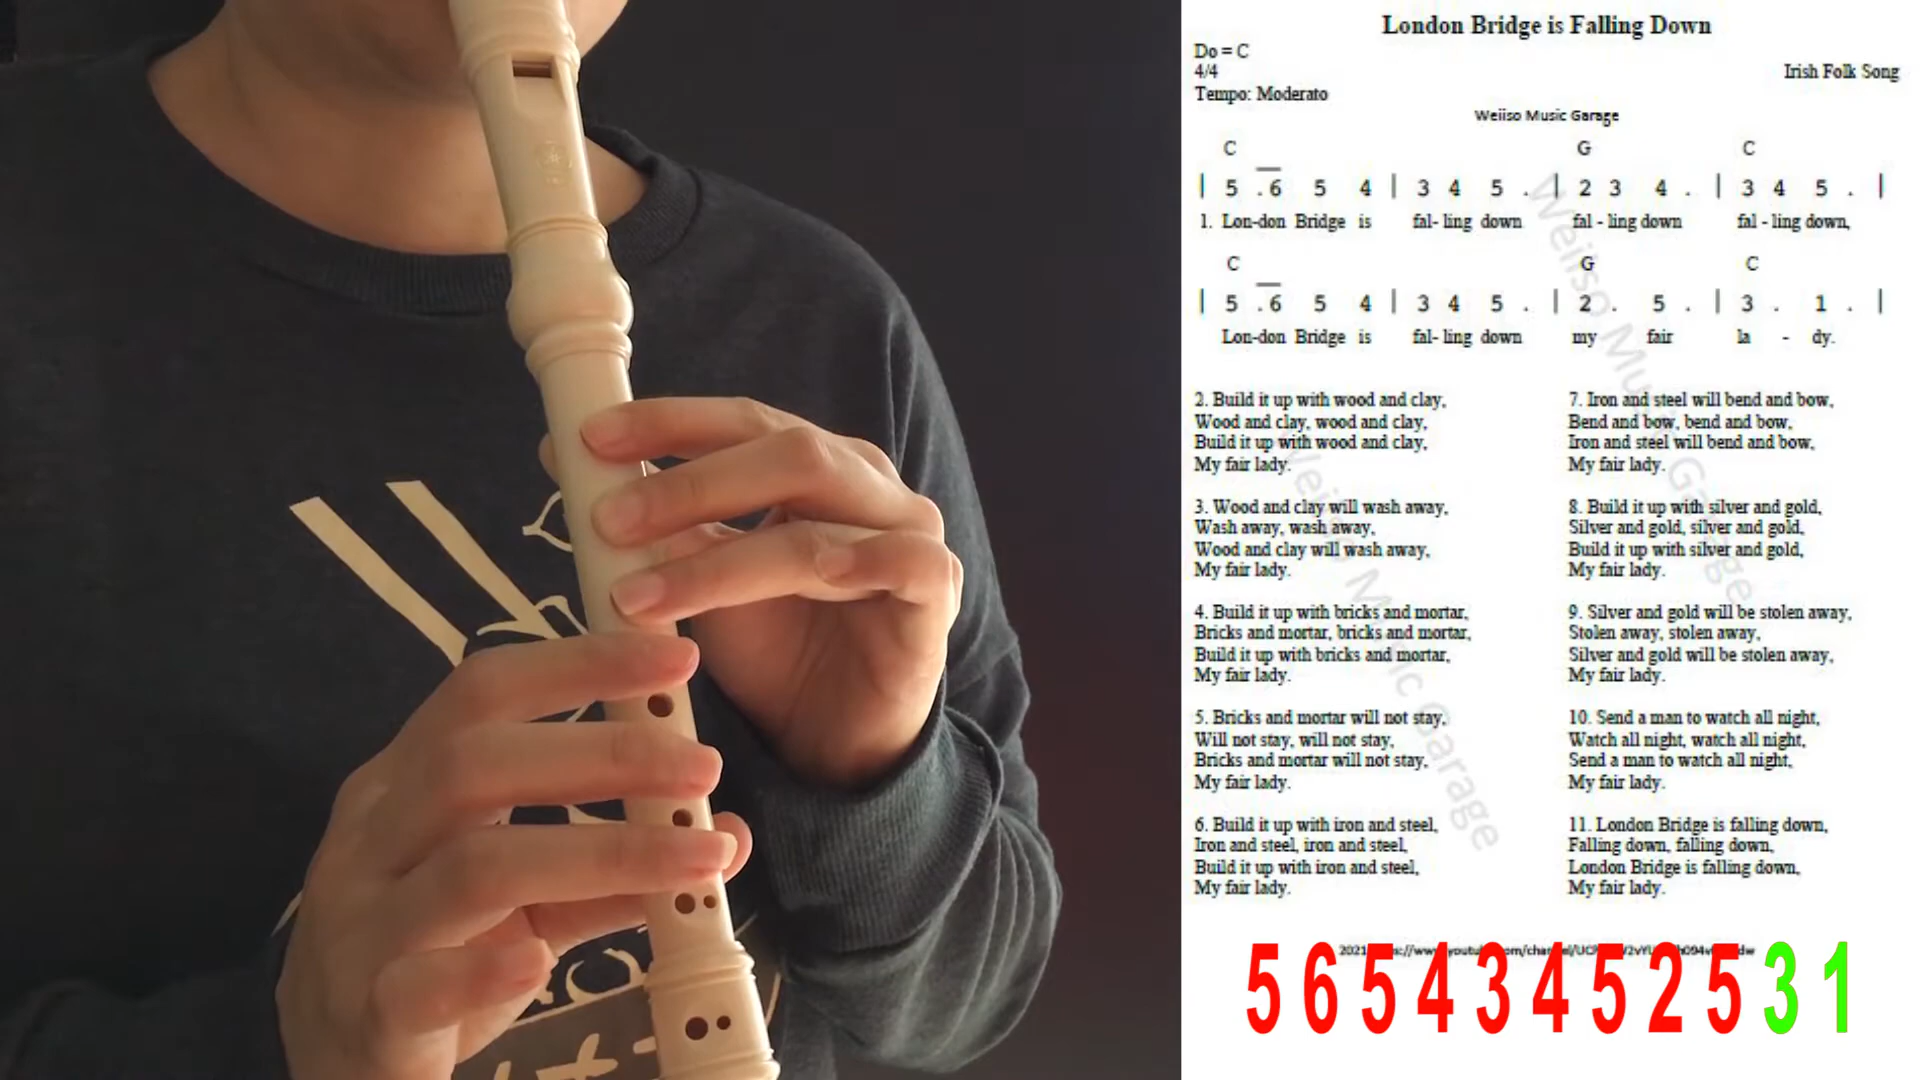 London Bridge is Falling Down
Do = C
4/4
Irish Folk Song
Tempo: Moderato
Weiiso Music Garage
C G C
| 5 . 6 5 4 | 3 4 5 . | 2 3 4 . | 3 4 5 . |
1. Lon-don Bridge is fal- ling down fal - ling down fal - ling down,
C G C
| 5 . 6 5 4 | 3 4 5 . | 2 . 5 . | 3 . 1 . |
Lon-don Bridge is fal- ling down my fair la - dy.
2. Build it up with wood and clay,
Wood and clay, wood and clay,
Build it up with wood and clay,
My fair lady.
3. Wood and clay will wash away,
Wash away, wash away,
Wood and clay will wash away,
My fair lady.
4. Build it up with bricks and mortar,
Bricks and mortar, bricks and mortar,
Build it up with bricks and mortar,
My fair lady.
5. Bricks and mortar will not stay,
Will not stay, will not stay,
Bricks and mortar will not stay,
My fair lady.
6. Build it up with iron and steel,
Iron and steel, iron and steel,
Build it up with iron and steel,
My fair lady.
7. Iron and steel will bend and bow,
Bend and bow, bend and bow,
Iron and steel will bend and bow,
My fair lady.
8. Build it up with silver and gold,
Silver and gold, silver and gold,
Build it up with silver and gold,
My fair lady.
9. Silver and gold will be stolen away,
Stolen away, stolen away,
Silver and gold will be stolen away,
My fair lady.
10. Send a man to watch all night,
Watch all night, watch all night,
Send a man to watch all night,
My fair lady.
11. London Bridge is falling down,
Falling down, falling down,
London Bridge is falling down,
My fair lady.
Weiiso Music Garage
Weiiso Music Garage
2021
5 6 5 4 3 4 5 2 5 3 1